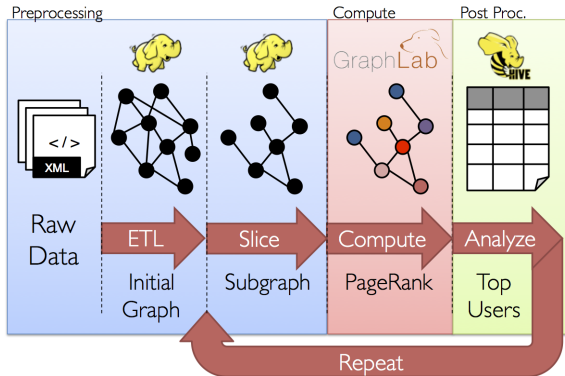 Preprocessing
Compute
Post Proc.
GraphLab
HIVE
</>
XML
Raw
Data
ETL
Slice
Compute
Analyze
Initial
Graph
Subgraph
PageRank
Top
Users
Repeat